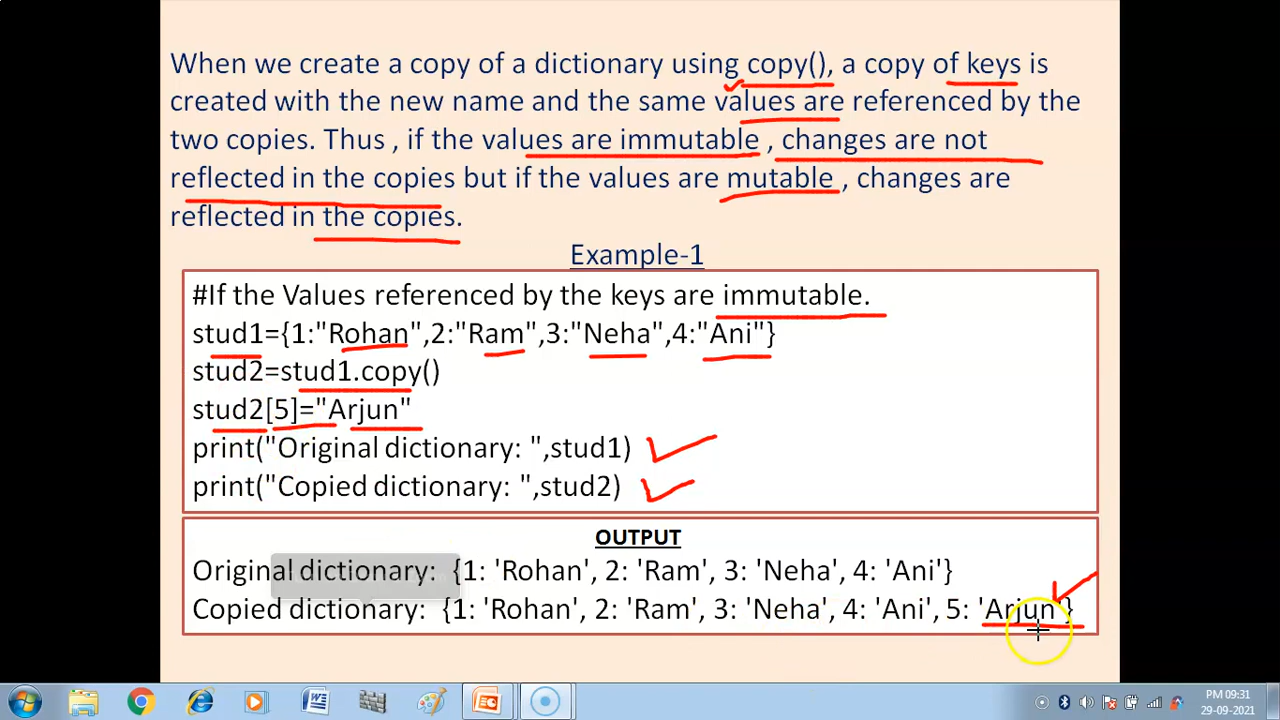 When we create a copy of a dictionary using copy(), a copy of keys is
created with the new name and the same values are referenced by the
two copies. Thus , if the values are immutable , changes are not
reflected in the copies but if the values are mutable , changes are
reflected in the copies.
Example-1
#If the Values referenced by the keys are immutable.
stud1={1:"Rohan",2:"Ram",3:"Neha",4:"Ani"}
stud2=stud1.copy()
stud2[5]="Arjun"
print("Original dictionary: ",stud1)
print("Copied dictionary: ",stud2)
OUTPUT
Original dictionary: {1: 'Rohan', 2: 'Ram', 3: 'Neha', 4: 'Ani'}
Copied dictionary: {1: 'Rohan', 2: 'Ram', 3: 'Neha', 4: 'Ani', 5: 'Arjun'}
PM 09:31
29-09-2021